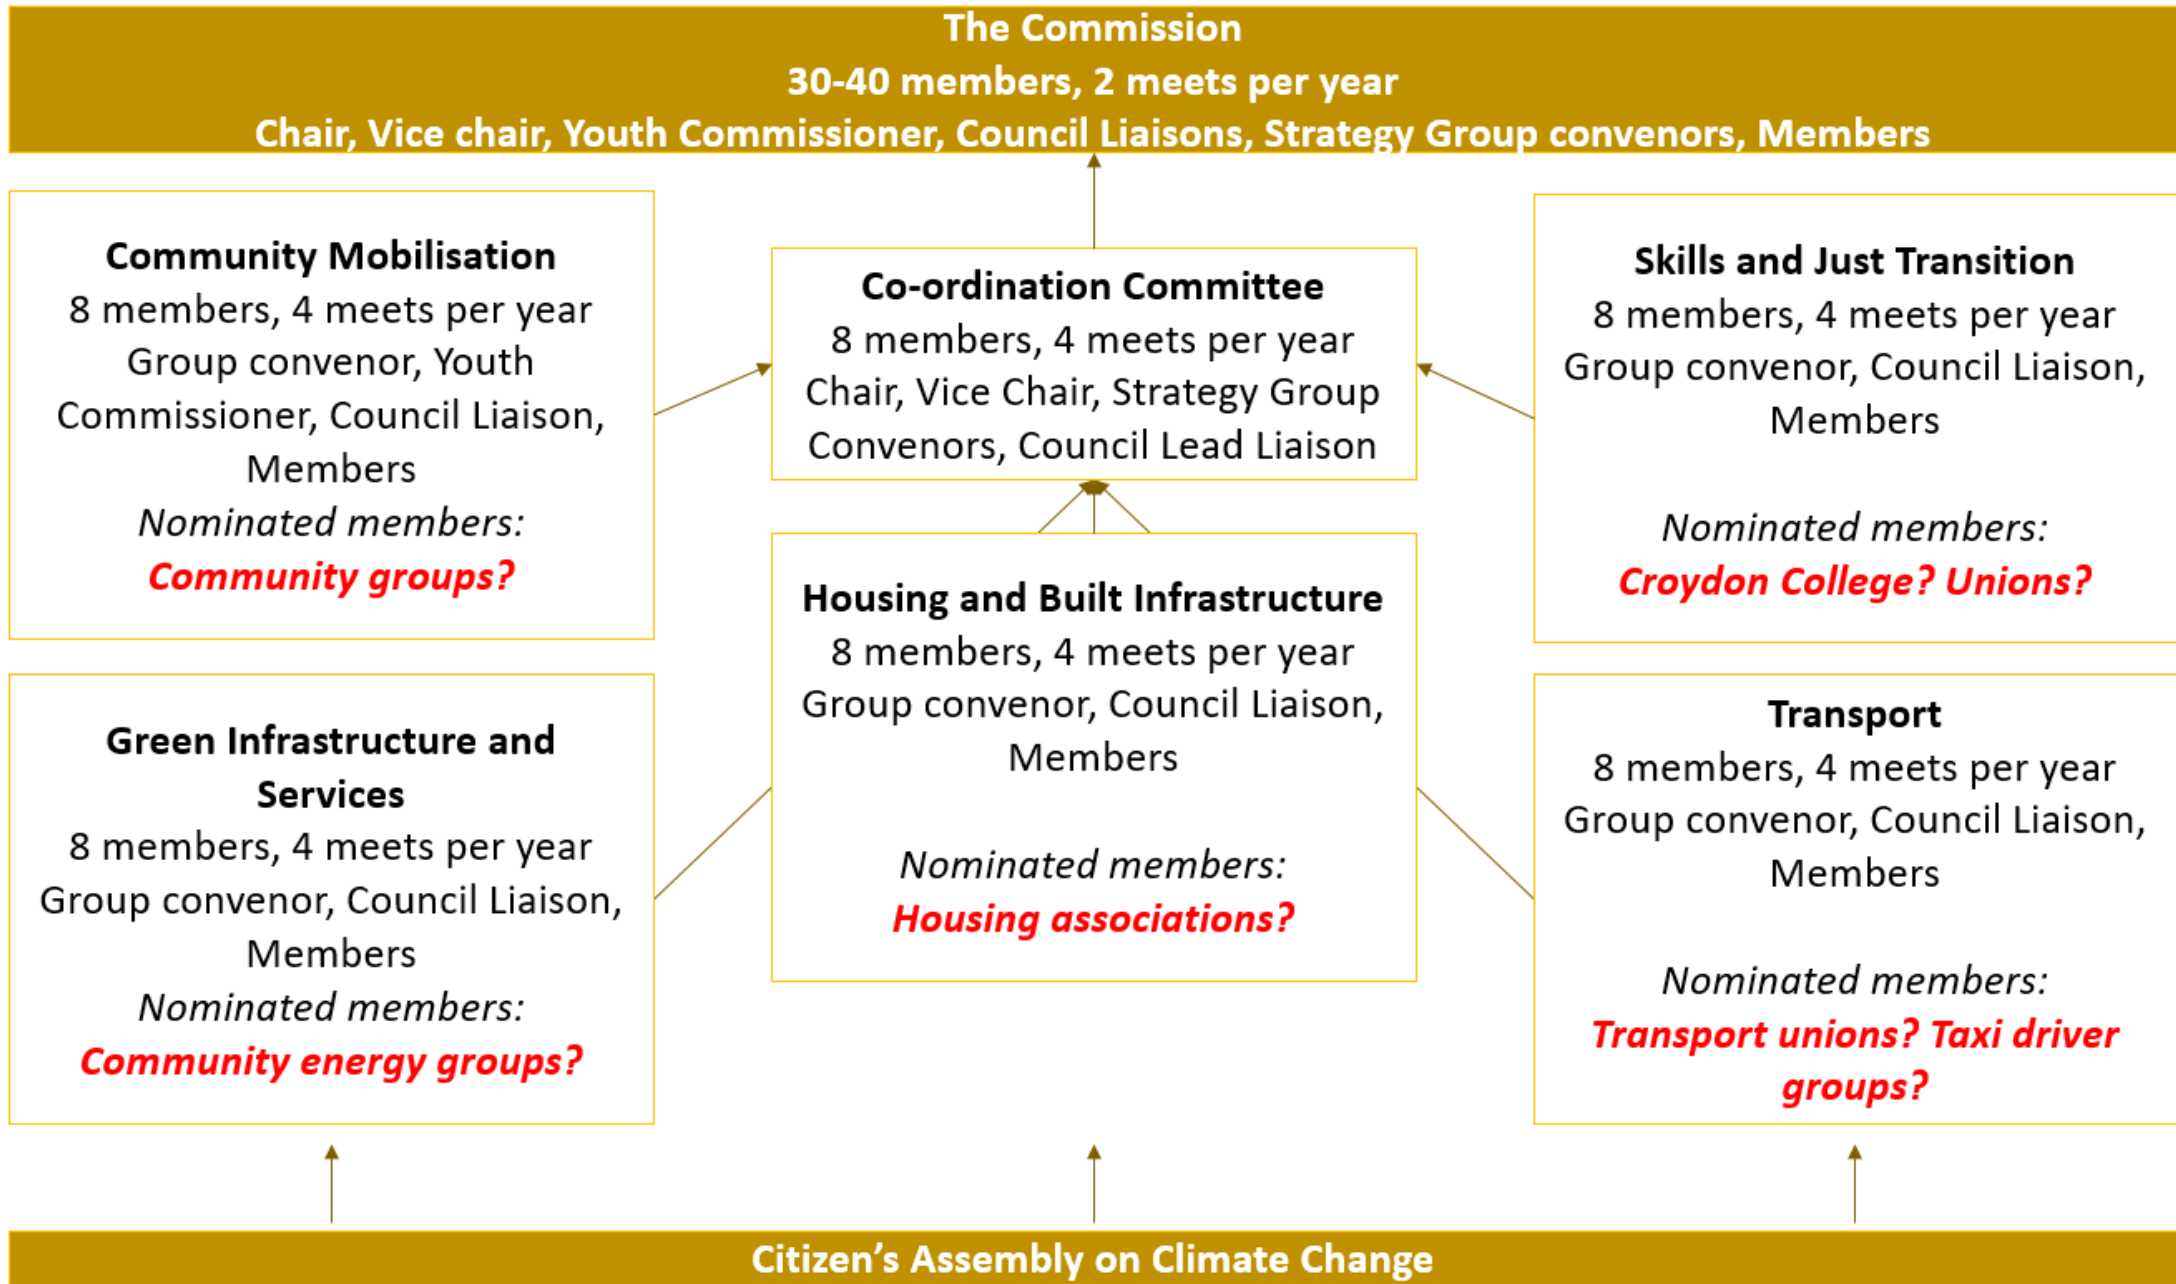 The Commission
30-40 members, 2 meets per year
Chair, Vice chair, Youth Commissioner, Council Liaisons, Strategy Group convenors, Members
Community Mobilisation
8 members, 4 meets per year
Group convenor, Youth
Commissioner, Council Liaison,
Members
Nominated members:
Community groups?
Co-ordination Committee
8 members, 4 meets per year
Chair, Vice Chair, Strategy Group
Convenors, Council Lead Liaison
Skills and Just Transition
8 members, 4 meets per year
Group convenor, Council Liaison,
Members
Nominated members:
Croydon College? Unions?
Green Infrastructure and
Services
8 members, 4 meets per year
Group convenor, Council Liaison,
Members
Nominated members:
Community energy groups?
Housing and Built Infrastructure
8 members, 4 meets per year
Group convenor, Council Liaison,
Members
Nominated members:
Housing associations?
Transport
8 members, 4 meets per year
Group convenor, Council Liaison,
Members
Nominated members:
Transport unions? Taxi driver
groups?
Citizen’s Assembly on Climate Change